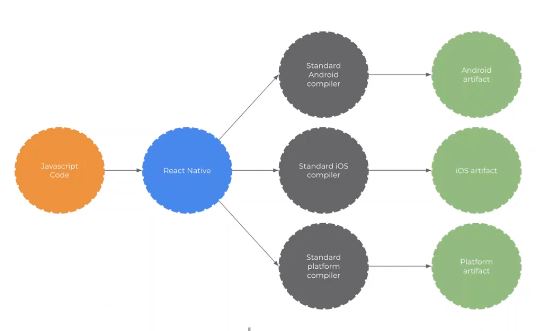 Standard
Android
compiler
Android
artifact
Javascript
Code
React Native
Standard iOS
compiler
iOS artifact
Standard
platform
compiler
Platform
artifact